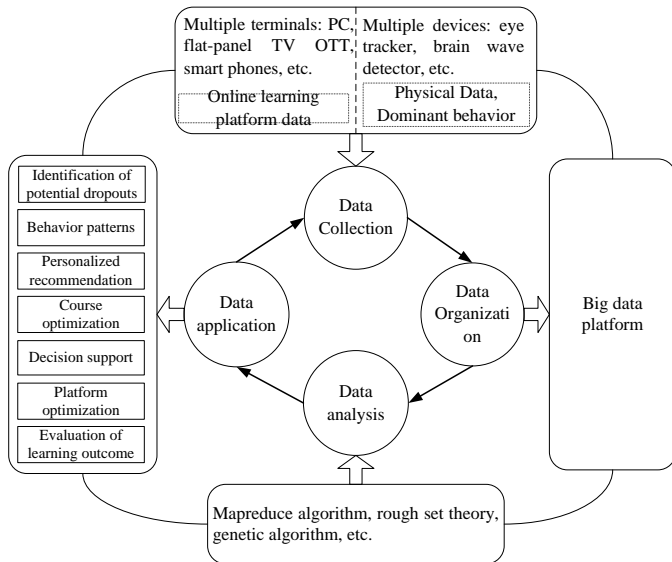 Multiple terminals: PC,
flat-panel TV OTT,
smart phones, etc.
Online learning
platform data
Multiple devices: eye
tracker, brain wave
detector, etc.
Physical Data,
Dominant behavior
Identification of
potential dropouts
Behavior patterns
Personalized
recommendation
Course
optimization
Decision support
Platform
optimization
Evaluation of
learning outcome
Data
Collection
Data
application
Data
Organizati
on
Data
analysis
Big data
platform
Mapreduce algorithm, rough set theory,
genetic algorithm, etc.